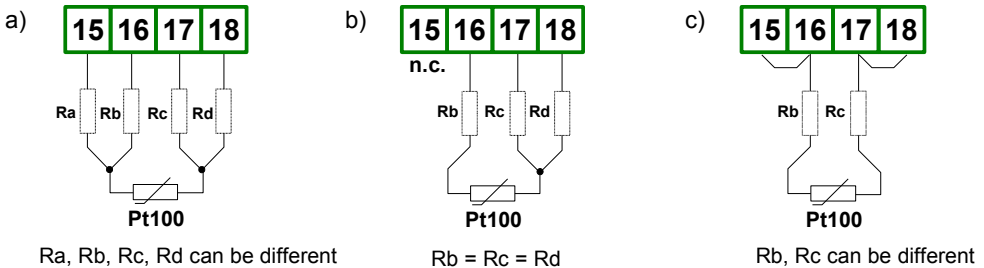 a)
15 16 17 18
Ra Rb Rc Rd
Pt100
Ra, Rb, Rc, Rd can be different
b)
15 16 17 18
n.c.
Rb Rc Rd
Pt100
Rb = Rc = Rd
c)
15 16 17 18
Rb Rc
Pt100
Rb, Rc can be different